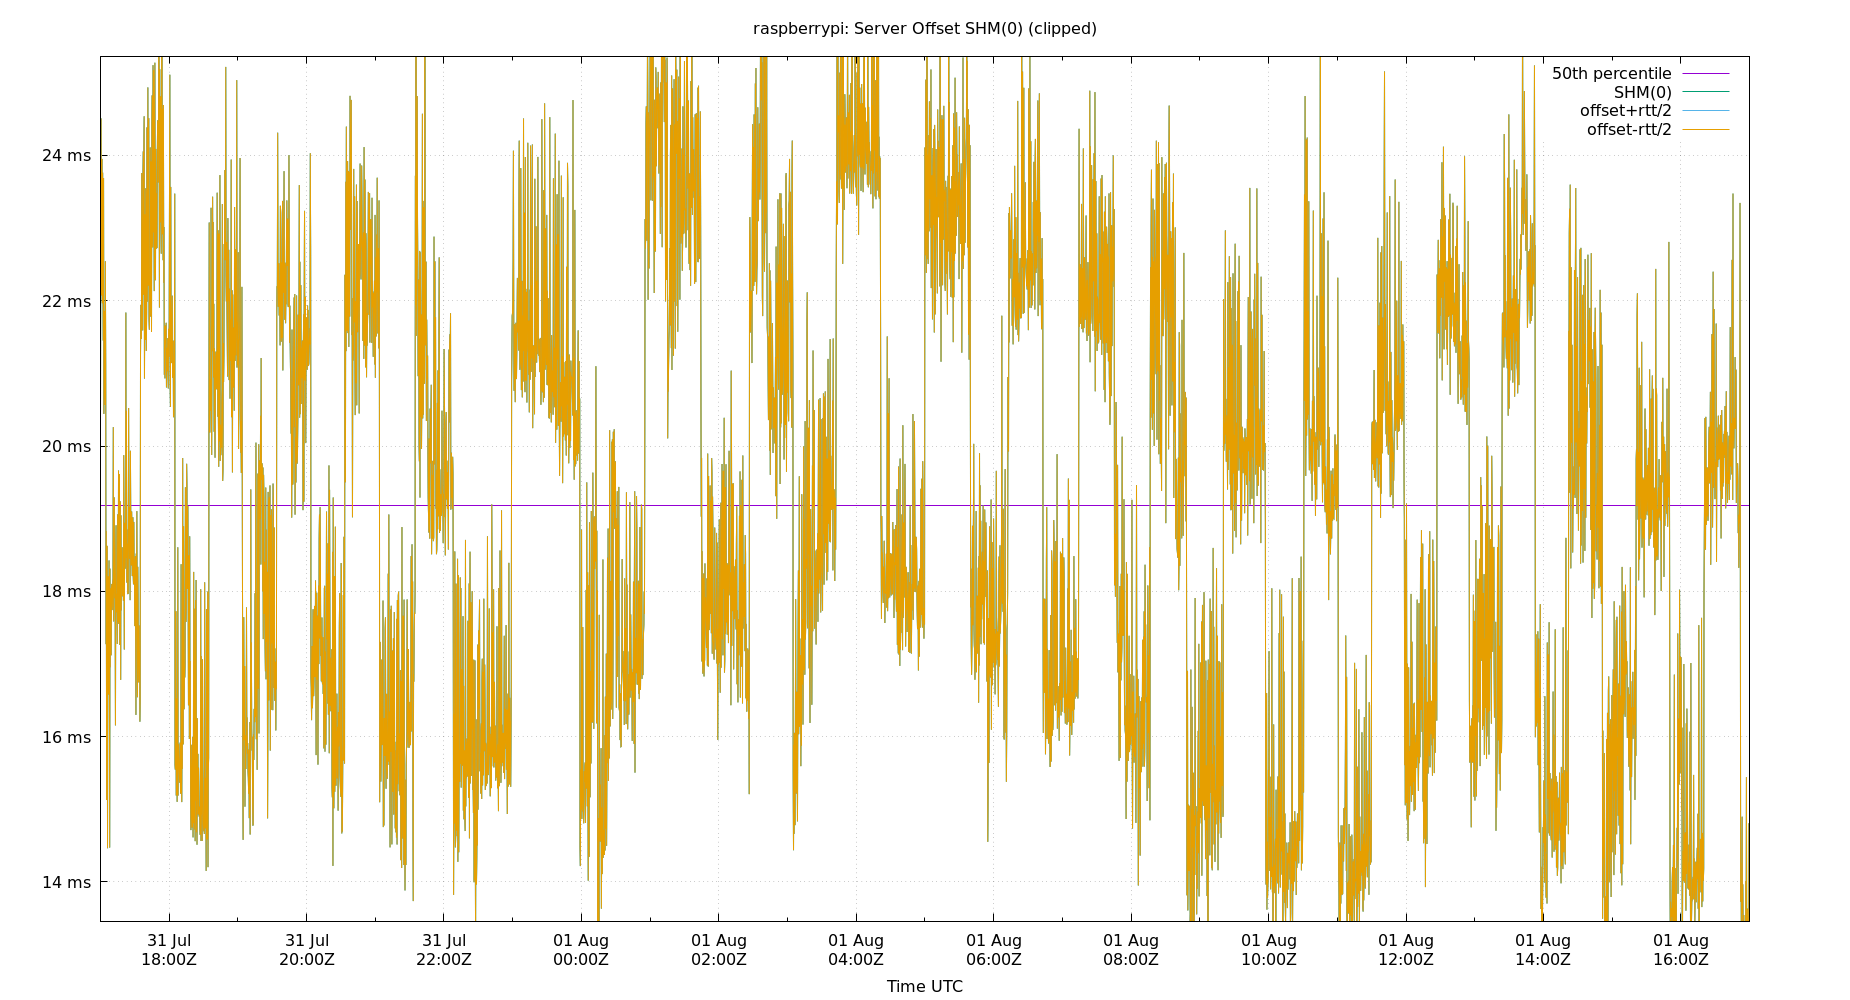 raspberrypi: Server Offset SHM(0) (clipped)
50th percentile
SHM(0)
offset+rtt/2
offset-rtt/2
24 ms
22 ms
20 ms
18 ms
16 ms
14 ms
31 Jul 31 Jul 31 Jul 01 Aug 01 Aug 01 Aug 01 Aug 01 Aug 01 Aug 01 Aug 01 Aug 01 Aug
18:00Z 20:00Z 22:00Z 00:00Z 02:00Z 04:00Z 06:00Z 08:00Z 10:00Z 12:00Z 14:00Z 16:00Z
Time UTC